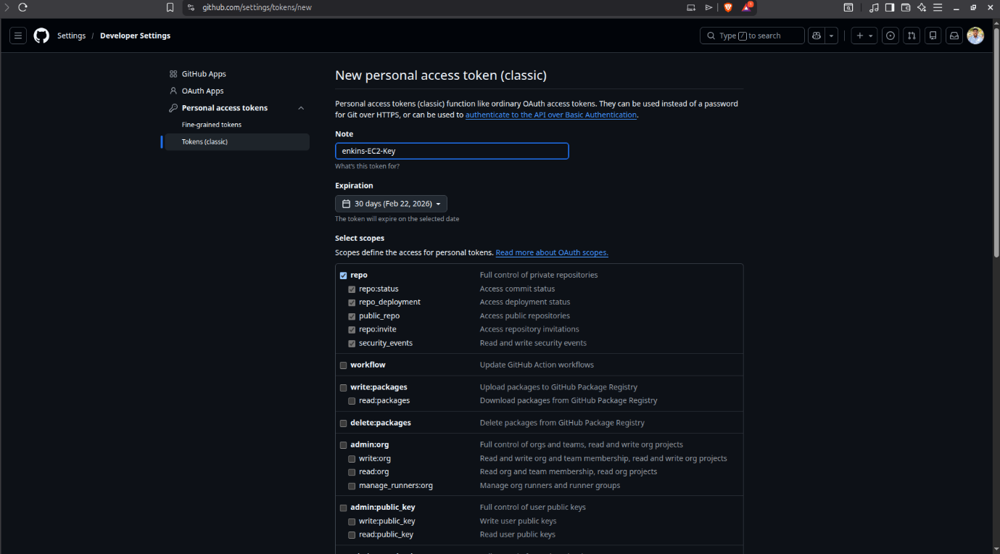 github.com/settings/tokens/new
1
Settings / Developer Settings
Type / to search
GitHub Apps
OAuth Apps
Personal access tokens
Fine-grained tokens
Tokens (classic)
New personal access token (classic)
Personal access tokens (classic) function like ordinary OAuth access tokens. They can be used instead of a password
for Git over HTTPS, or can be used to authenticate to the API over Basic Authentication.
Note
enkins-EC2-Key
What's this token for?
Expiration
30 days (Feb 22, 2026)
The token will expire on the selected date
Select scopes
Scopes define the access for personal tokens. Read more about OAuth scopes.
repo Full control of private repositories
repo:status Access commit status
repo_deployment Access deployment status
public_repo Access public repositories
repo:invite Access repository invitations
security_events Read and write security events
workflow Update GitHub Action workflows
write:packages Upload packages to GitHub Package Registry
read:packages Download packages from GitHub Package Registry
delete:packages Delete packages from GitHub Package Registry
admin:org Full control of orgs and teams, read and write org projects
write:org Read and write org and team membership, read and write org projects
read:org Read org and team membership, read org projects
manage_runners:org Manage org runners and runner groups
admin:public_key Full control of user public keys
write:public_key Write user public keys
read:public_key Read user public keys